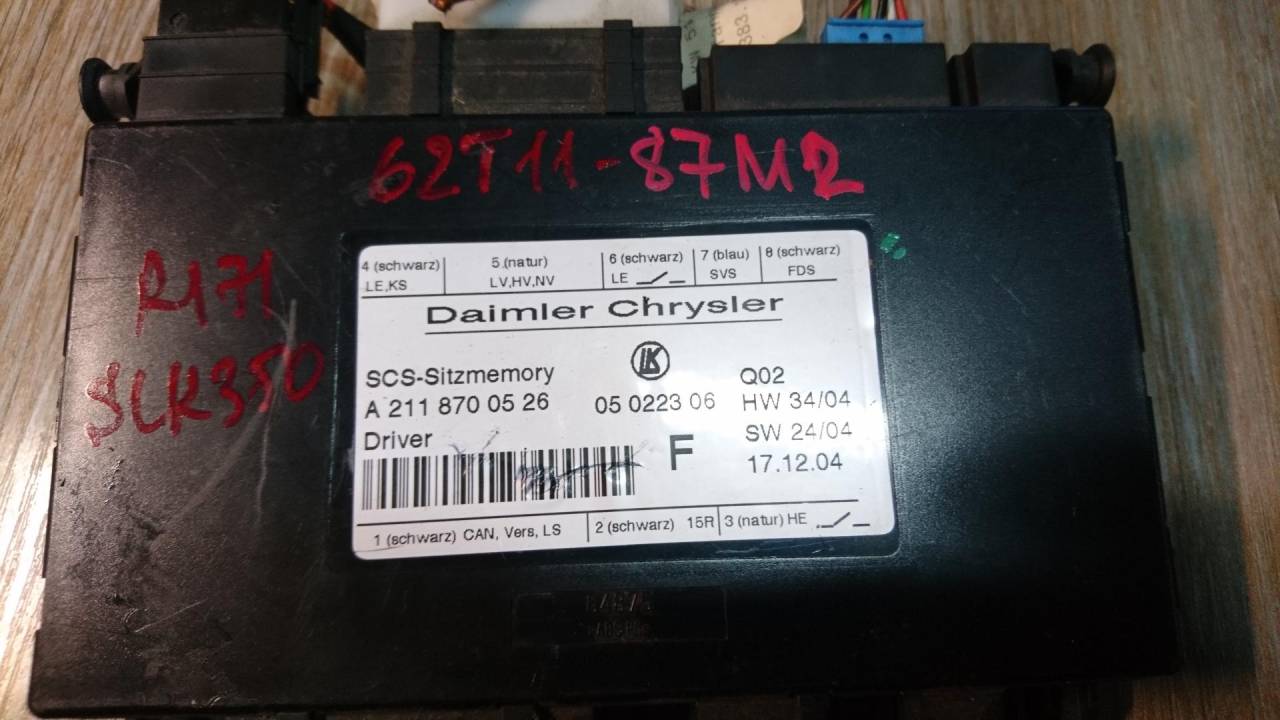 383-
62T11-87M2
R171
SLK350
4 (schwarz)
LE,KS
5 (natur)
LV,HV,NV
6 (schwarz)
LE
7 (blau)
SVS
8 (schwarz)
FDS
Daimler Chrysler
LK
SCS-Sitzmemory
Q02
A 211 870 05 26
05 0223 06
HW 34/04
Driver
F
SW 24/04
17.12.04
1 (schwarz) CAN, Vers, LS
2 (schwarz) 15R
3 (natur) HE